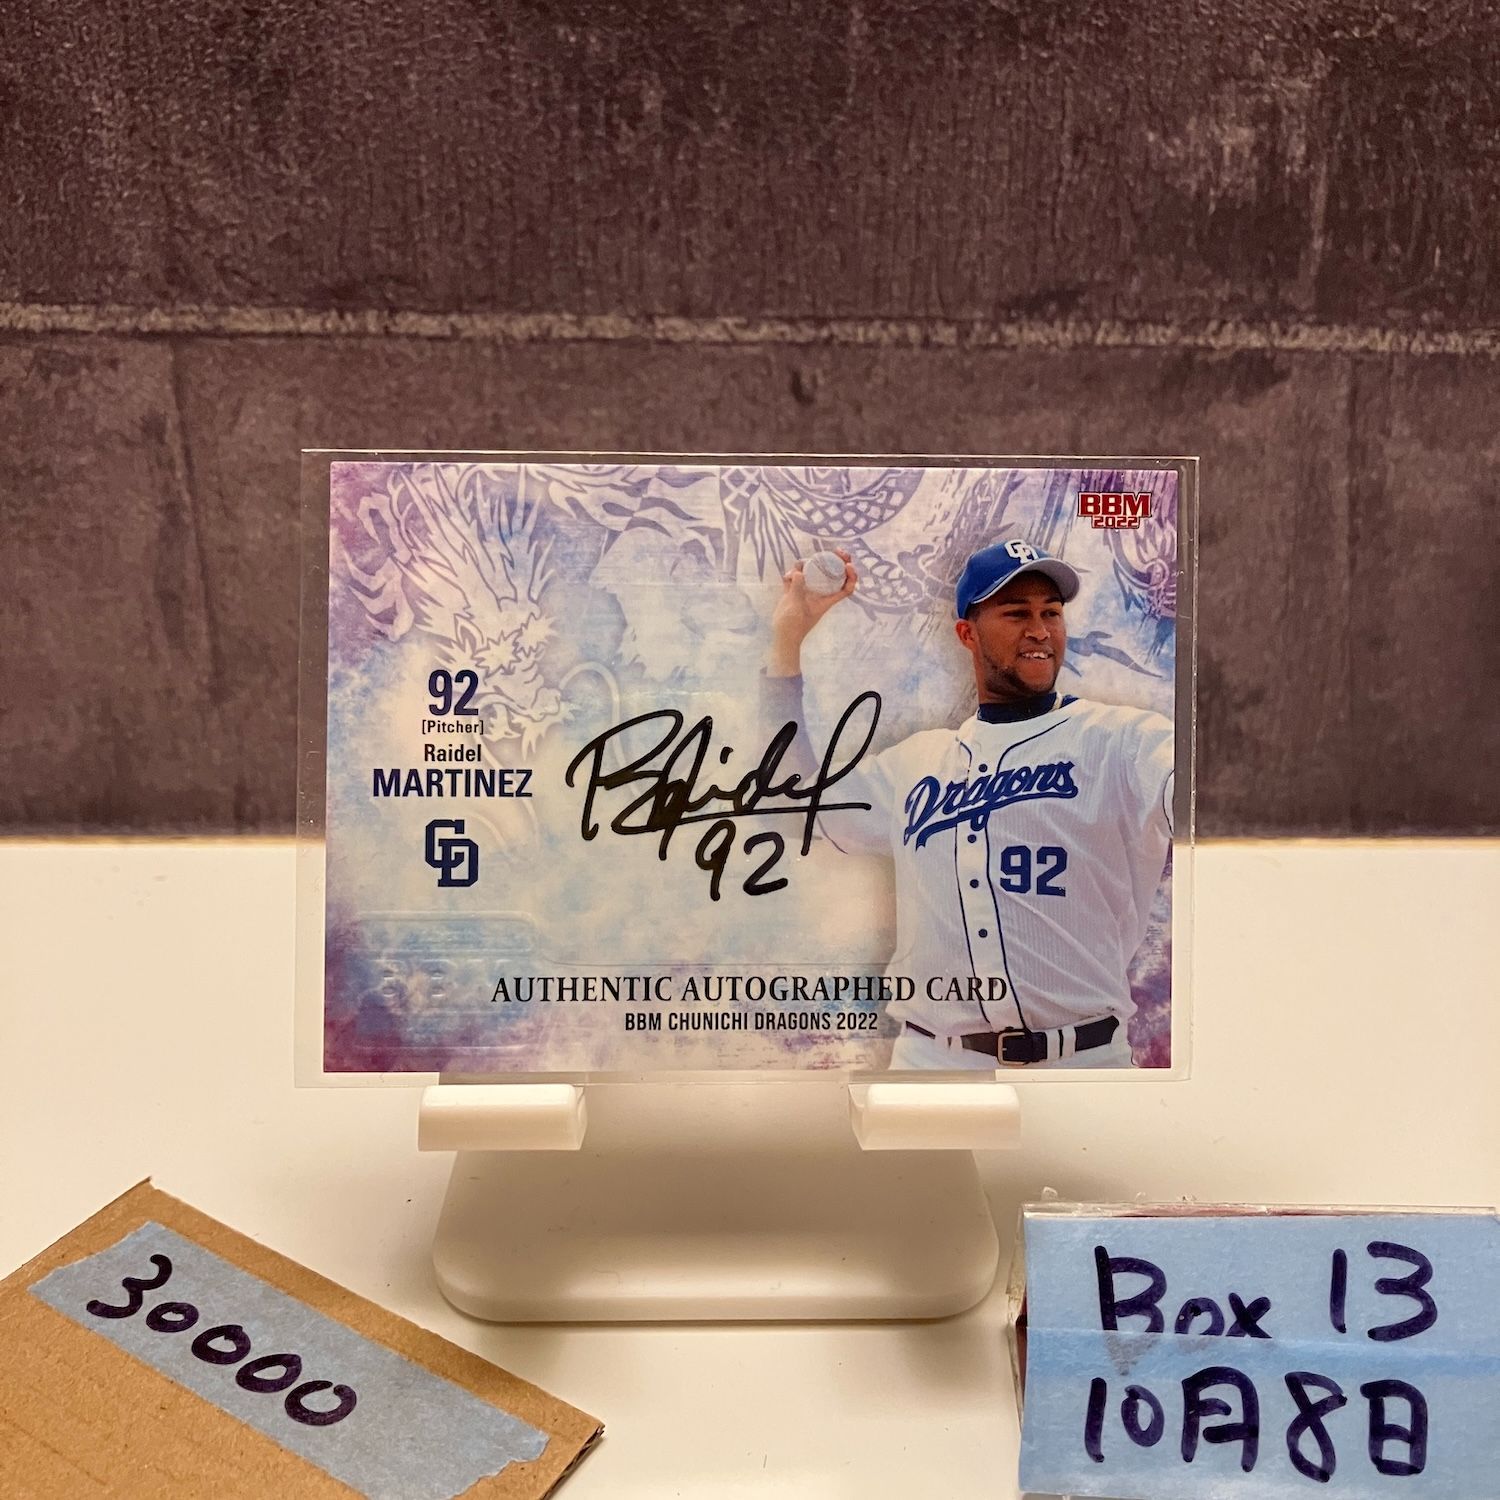 BBM
2022
92
[Pitcher]
Raidel
MARTINEZ
CD
Raidel
92
Dragons
92
AUTHENTIC AUTOGRAPHED CARD
BBM CHUNICHI DRAGONS 2022
30000
Box 13
10月8日